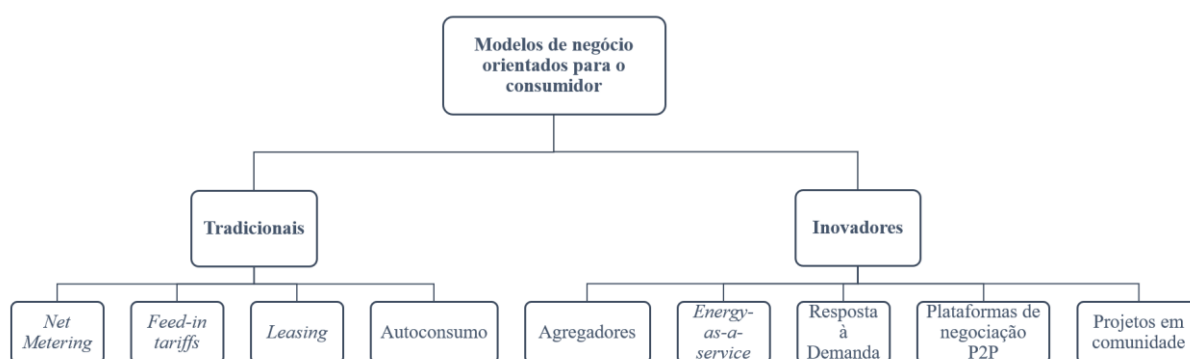 Modelos de negócio
orientados para o
consumidor
Tradicionais
Inovadores
Net
Metering
Feed-in
tariffs
Leasing
Autoconsumo
Agregadores
Energy-
as-a-
service
Resposta
à
Demanda
Plataformas de
negociação
P2P
Projetos em
comunidade